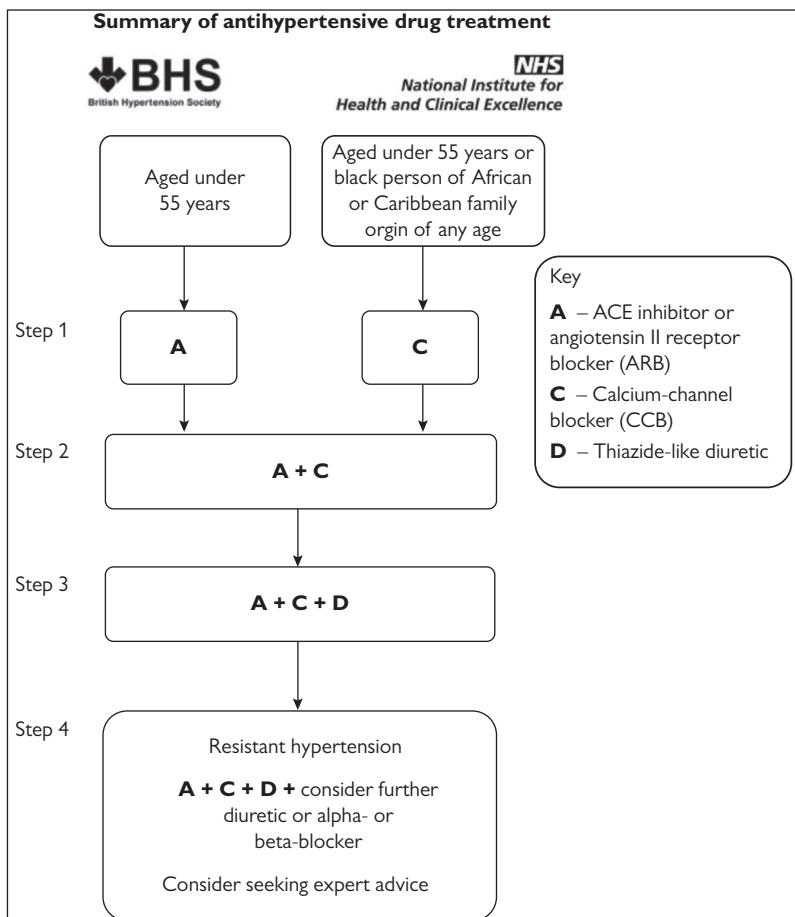 Summary of antihypertensive drug treatment
BHS
British Hypertension Society
NHS
National Institute for
Health and Clinical Excellence
Aged under
55 years
Aged under 55 years or
black person of African
or Caribbean family
orgin of any age
Key
A – ACE inhibitor or
angiotensin II receptor
blocker (ARB)
C – Calcium-channel
blocker (CCB)
D – Thiazide-like diuretic
Step 1
A
C
Step 2
A + C
Step 3
A + C + D
Step 4
Resistant hypertension
A + C + D + consider further
diuretic or alpha- or
beta-blocker
Consider seeking expert advice